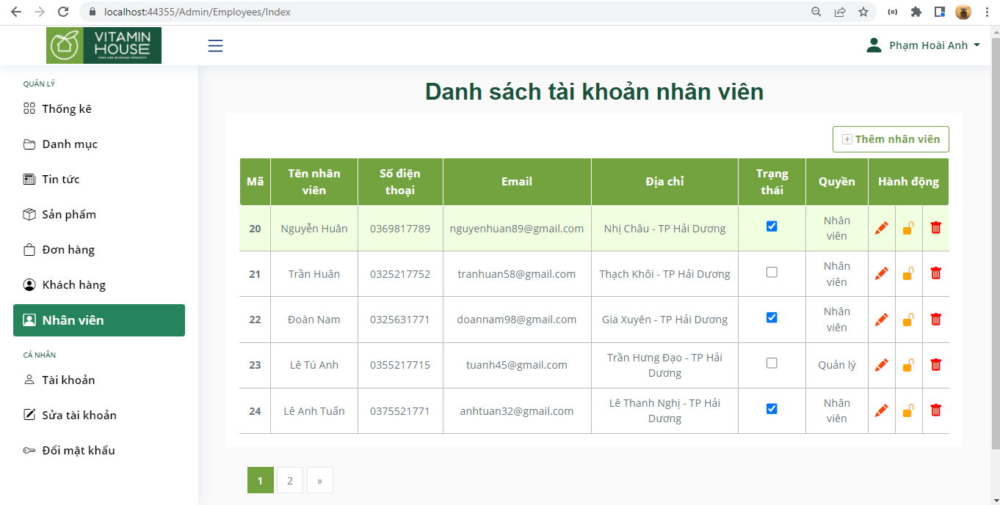 localhost:44355/Admin/Employees/Index
VITAMIN
HOUSE
FOOD AND BEVERAGE PRODUCTS
Phạm Hoài Anh
QUẢN LÝ
Thống kê
Danh mục
Tin tức
Sản phẩm
Đơn hàng
Khách hàng
Nhân viên
CÁ NHÂN
Tài khoản
Sửa tài khoản
Đổi mật khẩu
Danh sách tài khoản nhân viên
Thêm nhân viên
Mã Tên nhân viên Số điện thoại Email Địa chỉ Trạng thái Quyền Hành động
20 Nguyễn Huân 0369817789 nguyenhuan89@gmail.com Nhị Châu - TP Hải Dương Nhân viên
21 Trần Huân 0325217752 tranhuan58@gmail.com Thạch Khôi - TP Hải Dương Nhân viên
22 Đoàn Nam 0325631771 doannam98@gmail.com Gia Xuyên - TP Hải Dương Nhân viên
23 Lê Tú Anh 0355217715 tuanh45@gmail.com Trần Hưng Đạo - TP Hải Dương Quản lý
24 Lê Anh Tuấn 0375521771 anhtuan32@gmail.com Lê Thanh Nghị - TP Hải Dương Nhân viên
1 2 »